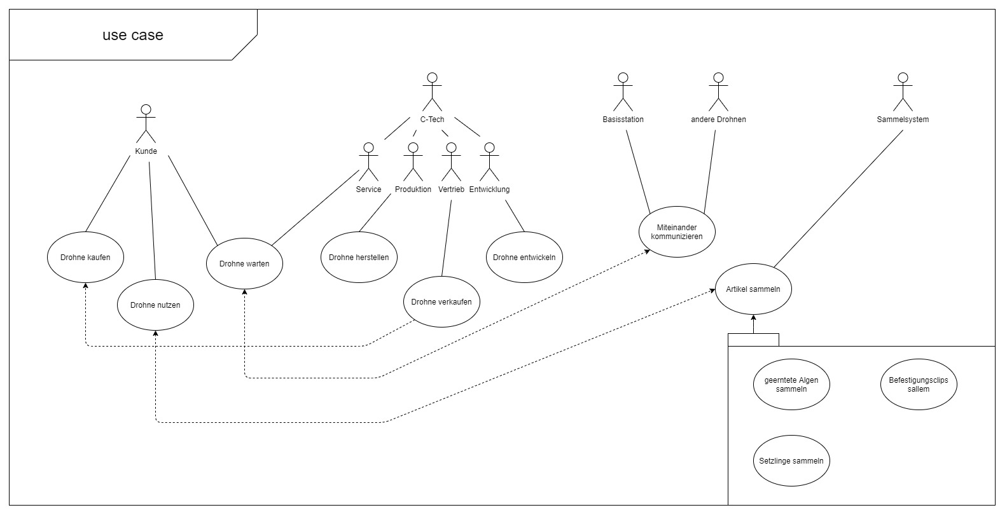 use case
C-Tech
Basisstation
andere Drohnen
Sammelsystem
Kunde
Service
Produktion
Vertrieb
Entwicklung
Miteinander
kommunizieren
Drohne kaufen
Drohne warten
Drohne herstellen
Drohne entwickeln
Drohne nutzen
Drohne verkaufen
Artikel sammeln
geerntete Algen
sammeln
Befestigungsclips
sallem
Setzlinge sammeln